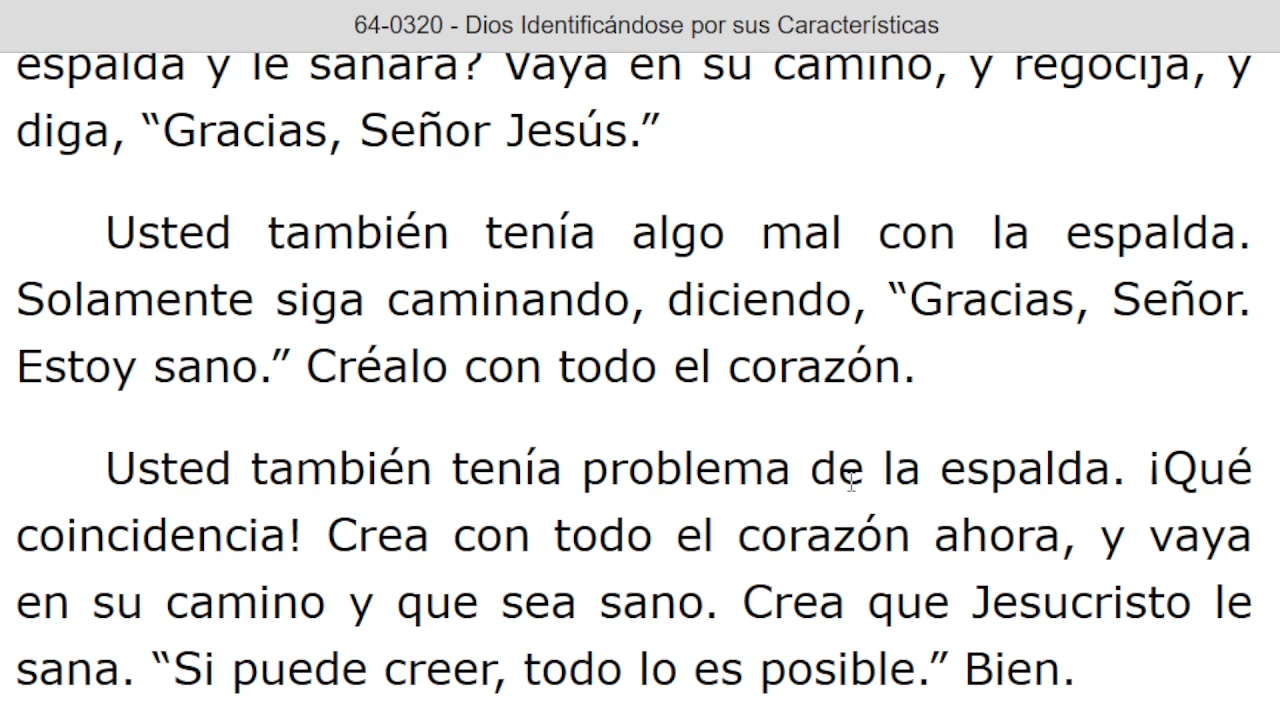 64-0320 - Dios Identificándose por sus Características
espalda y le sanara? Vaya en su camino, y regocija, y
diga, “Gracias, Señor Jesús.”
Usted también tenía algo mal con la espalda.
Solamente siga caminando, diciendo, “Gracias, Señor.
Estoy sano.” Créalo con todo el corazón.
Usted también tenía problema de la espalda. ¡Qué
coincidencia! Crea con todo el corazón ahora, y vaya
en su camino y que sea sano. Crea que Jesucristo le
sana. “Si puede creer, todo lo es posible.” Bien.